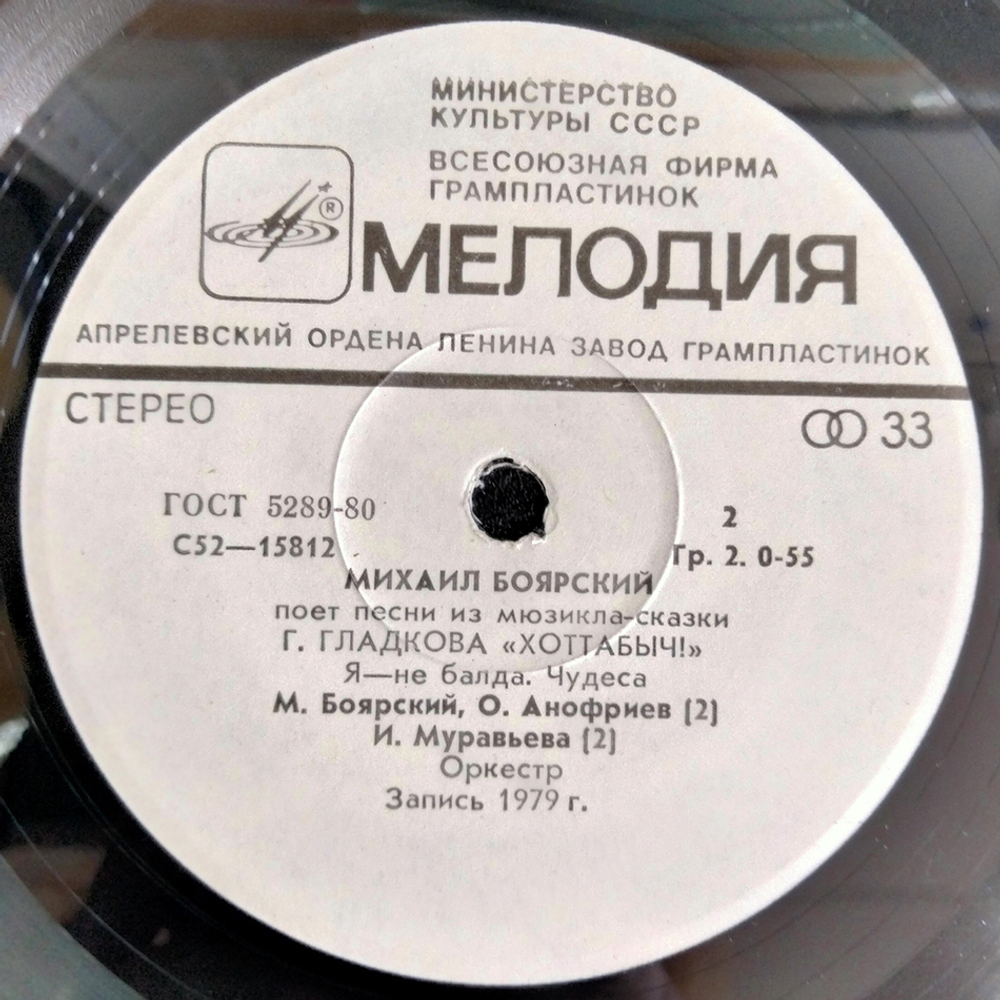 МИНИСТЕРСТВО
КУЛЬТУРЫ СССР
ВСЕСОЮЗНАЯ ФИРМА
ГРАМПЛАСТИНОК
®
МЕЛОДИЯ
АПРЕЛЕВСКИЙ ОРДЕНА ЛЕНИНА ЗАВОД ГРАМПЛАСТИНОК
СТЕРЕО
33
ГОСТ 5289-80
2
С52—15812
Гр. 2. 0-55
МИХАИЛ БОЯРСКИЙ
поет песни из мюзикла-сказки
Г. ГЛАДКОВА «ХОТТАБЫЧ!»
Я—не балда. Чудеса
М. Боярский, О. Анофриев (2)
И. Муравьева (2)
Оркестр
Запись 1979 г.